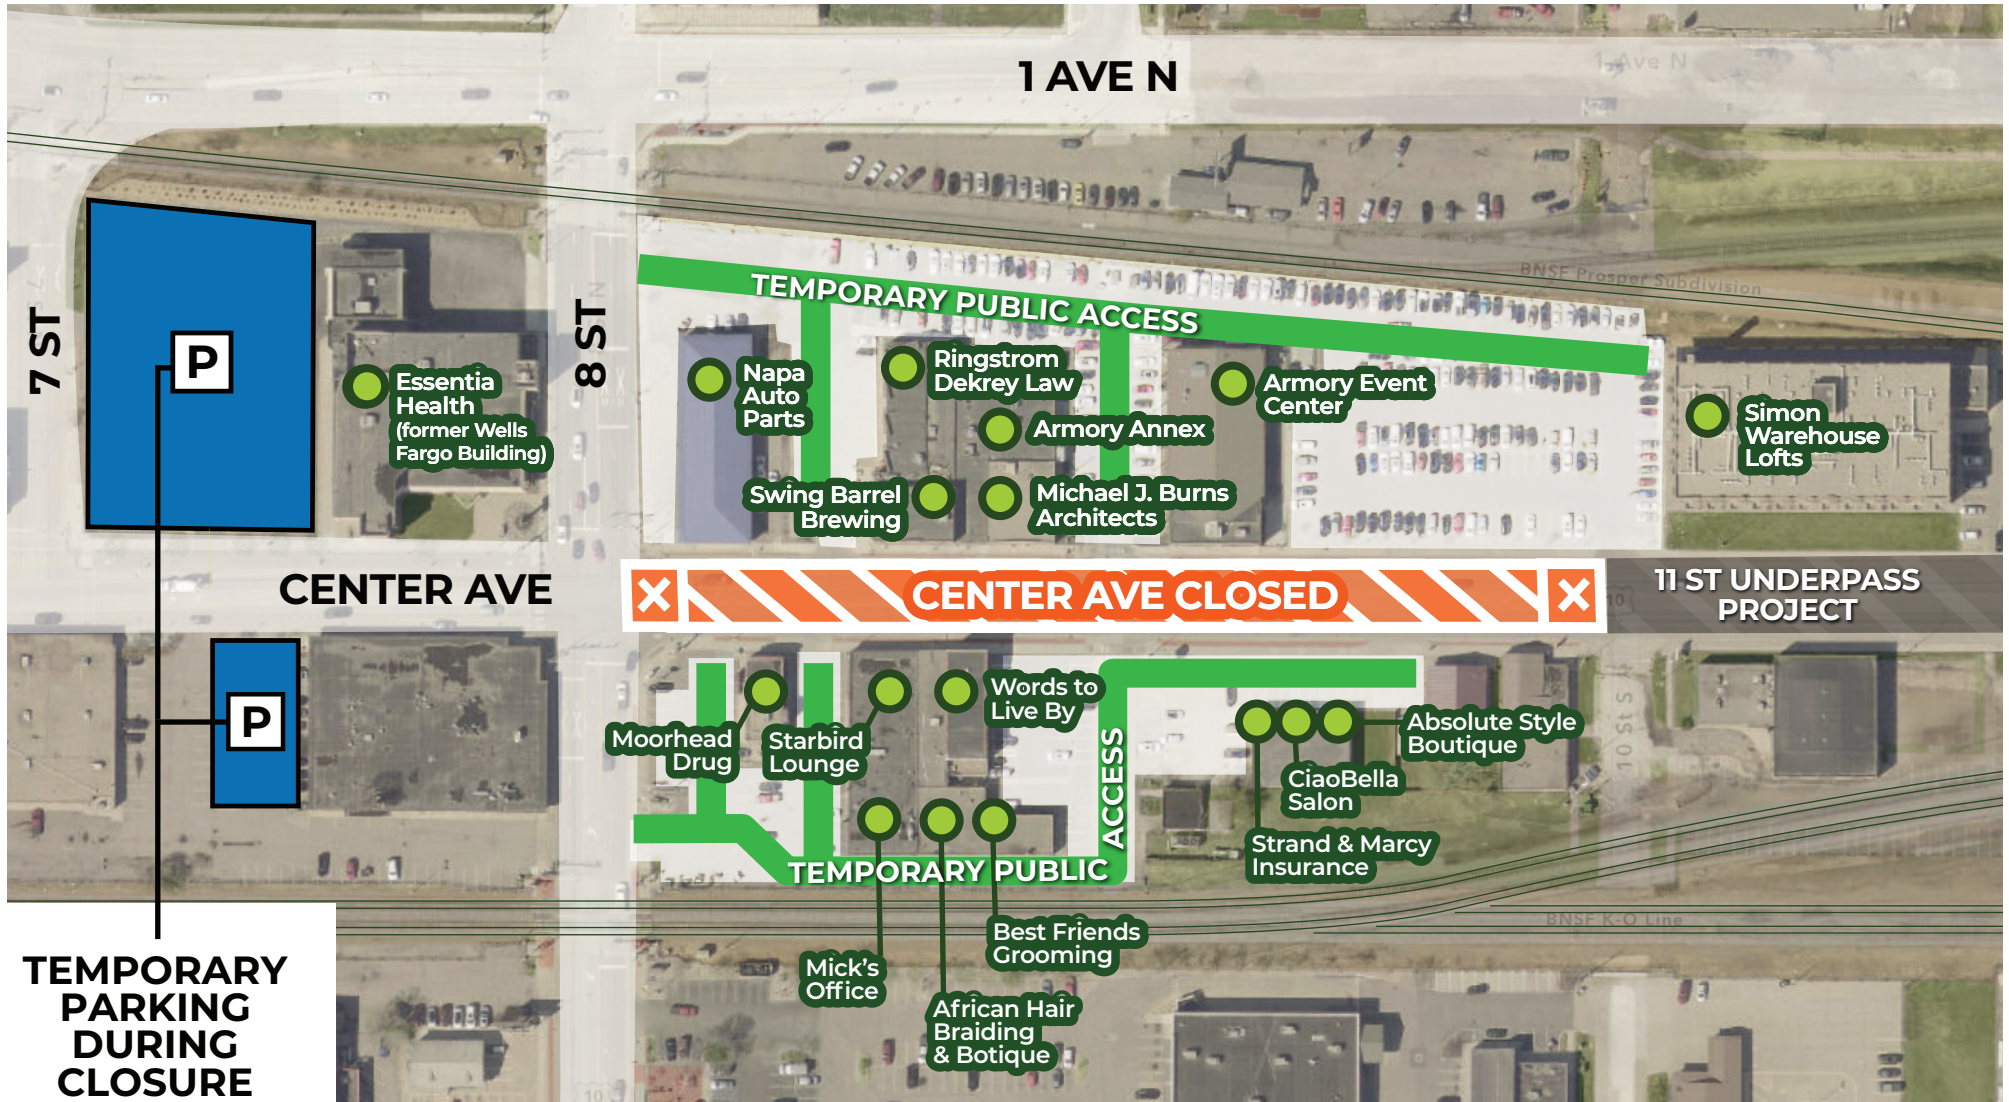 1 AVE N
1 Ave N
BNSF Prosper Subdivision
TEMPORARY PUBLIC ACCESS
7 ST
8 ST
N
P
Essentia
Health
(former Wells
Fargo Building)
Napa
Auto
Parts
Ringstrom
Dekrey Law
Armory Annex
Armory Event
Center
Simon
Warehouse
Lofts
Swing Barrel
Brewing
Michael J. Burns
Architects
CENTER AVE
CENTER AVE CLOSED
10
11 ST UNDERPASS
PROJECT
P
Moorhead
Drug
Starbird
Lounge
Words to
Live By
Absolute Style
Boutique
CiaoBella
Salon
Strand & Marcy
Insurance
10 St S
TEMPORARY PUBLIC
ACCESS
BNSF K-O Line
Best Friends
Grooming
Mick's
Office
African Hair
Braiding
& Botique
10
TEMPORARY
PARKING
DURING
CLOSURE